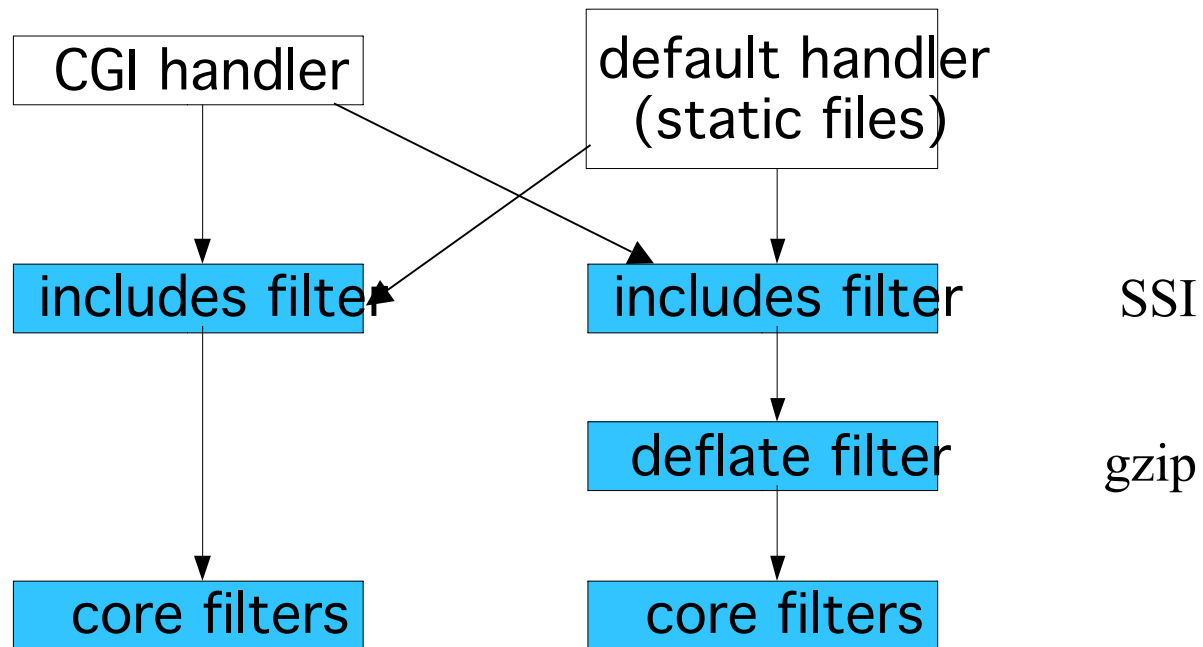 CGI handler
default handler
(static files)
includes filter
includes filter
SSI
deflate filter
gzip
core filters
core filters